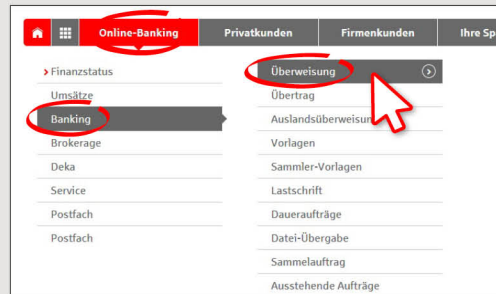 Online-Banking Privatkunden Firmenkunden Ihre Sp
Finanzstatus
Umsätze
Banking
Brokerage
Deka
Service
Postfach
Postfach
Überweisung
Übertrag
Auslandsüberweisun
Vorlagen
Sammler-Vorlagen
Lastschrift
Daueraufträge
Datei-Übergabe
Sammelauftrag
Ausstehende Aufträge